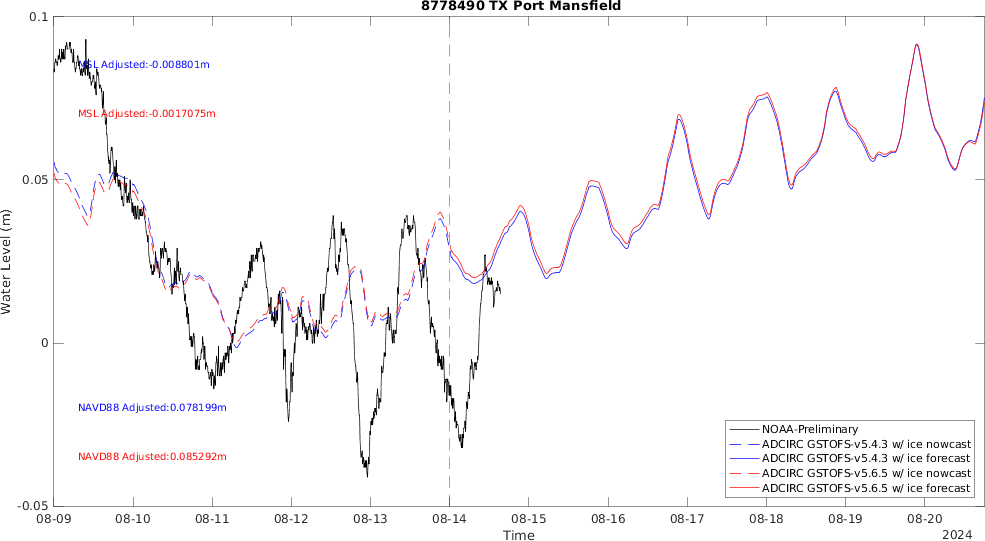 8778490 TX Port Mansfield
Water Level (m)
0.1
0.05
0
-0.05
MSL Adjusted:-0.008801m
MSL Adjusted:-0.0017075m
NAVD88 Adjusted:0.078199m
NAVD88 Adjusted:0.085292m
NOAA-Preliminary
ADCIRC GSTOFS-v5.4.3 w/ ice nowcast
ADCIRC GSTOFS-v5.4.3 w/ ice forecast
ADCIRC GSTOFS-v5.6.5 w/ ice nowcast
ADCIRC GSTOFS-v5.6.5 w/ ice forecast
08-09 08-10 08-11 08-12 08-13 08-14 08-15 08-16 08-17 08-18 08-19 08-20
Time
2024